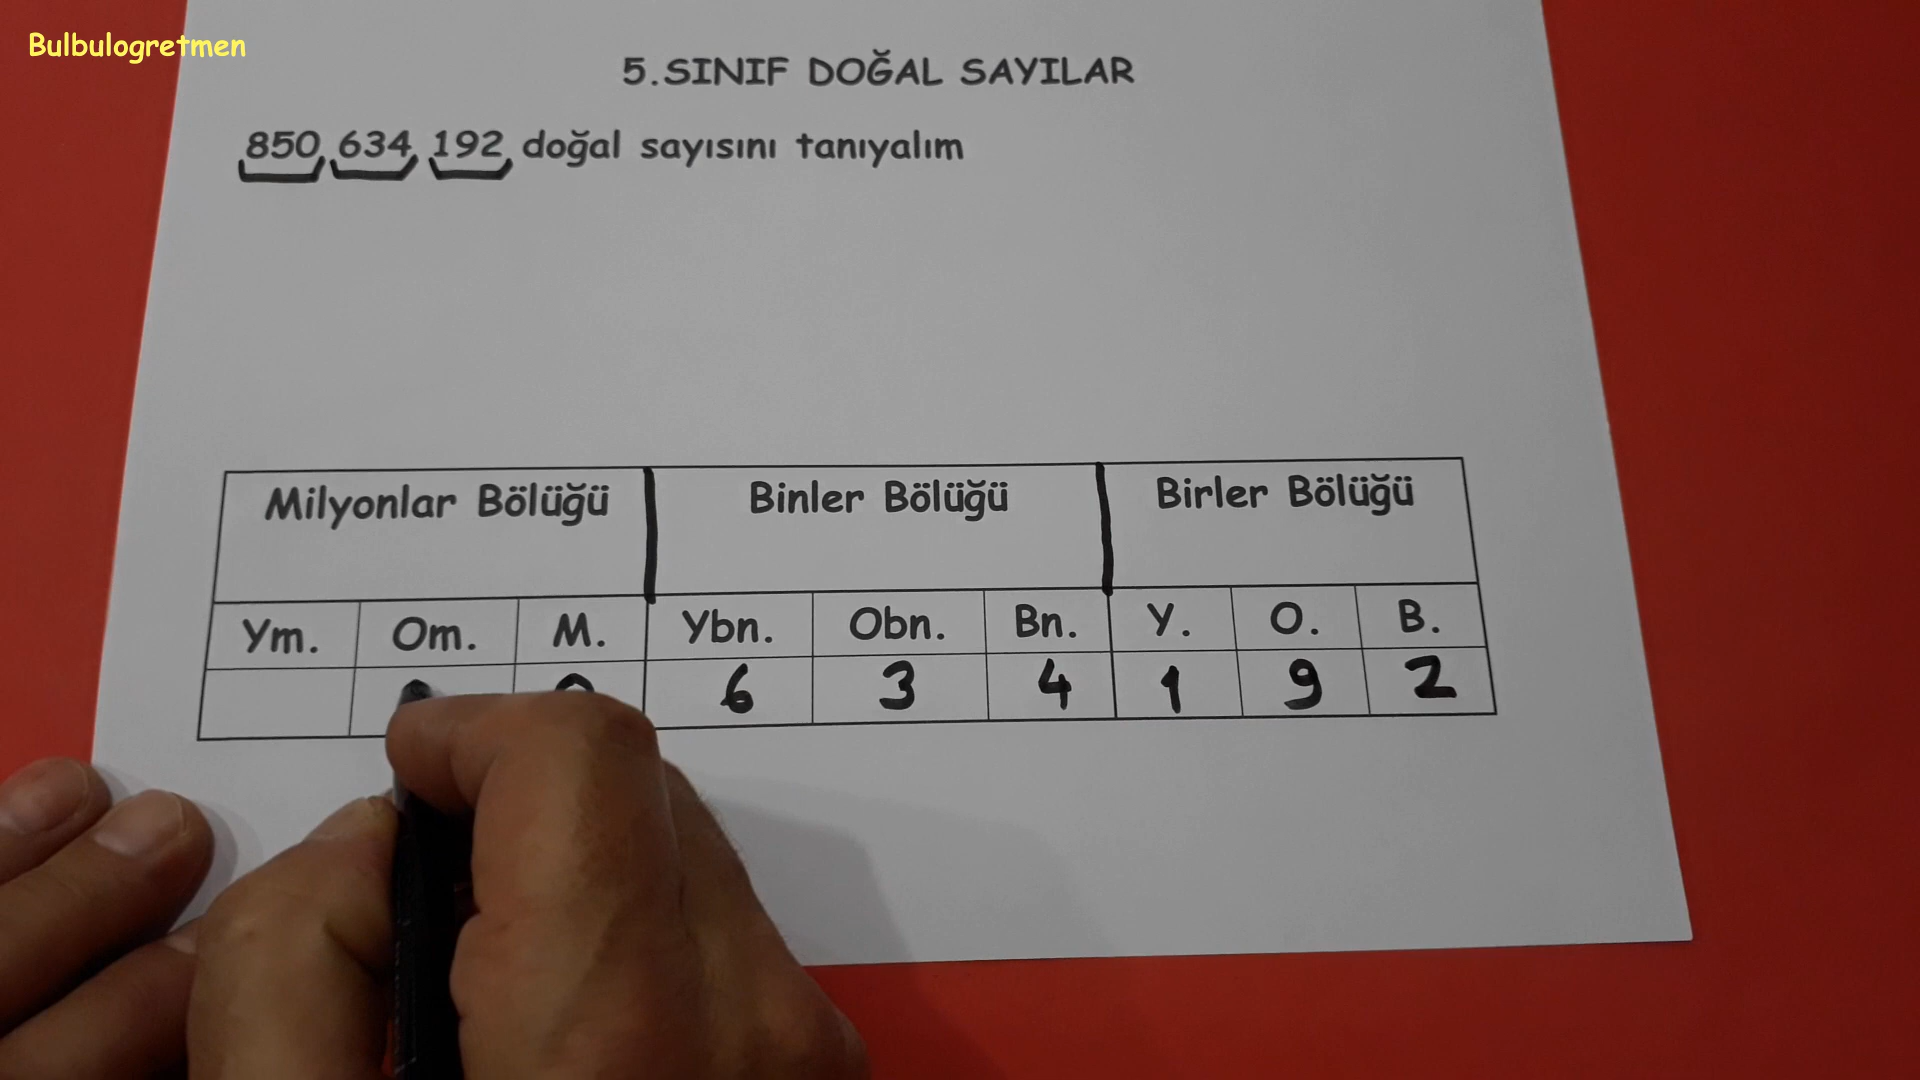 Bulbulogretmen
5.SINIF DOĞAL SAYILAR
850 634 192 doğal sayısını tanıyalım
Milyonlar Bölüğü Binler Bölüğü Birler Bölüğü
Ym. Om. M. Ybn. Obn. Bn. Y. O. B.
6 3 4 1 9 2